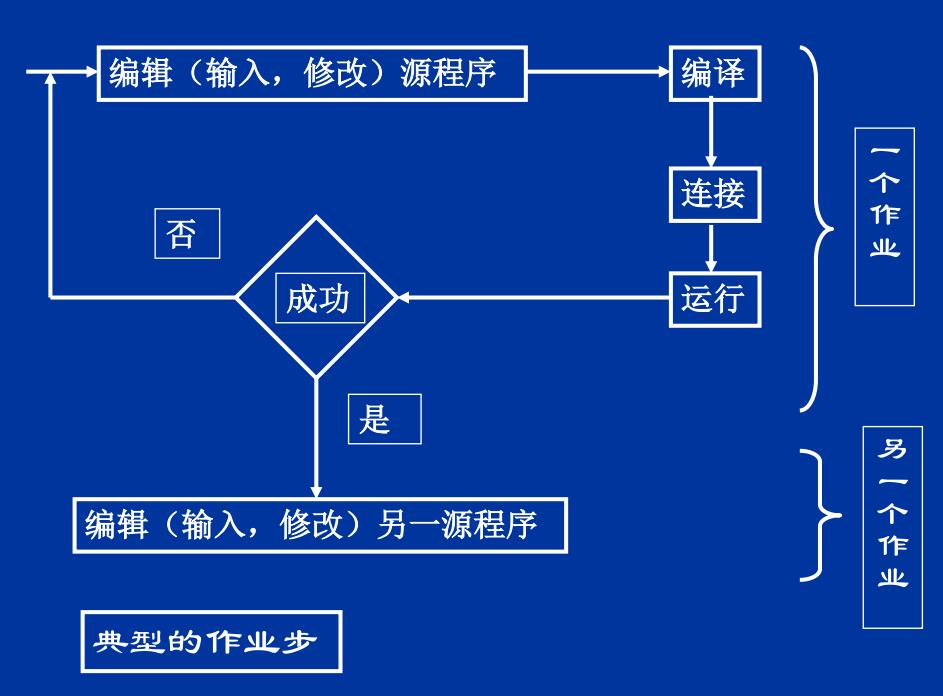 编辑（输入，修改）源程序
编译
连接
运行
一个作业
否
成功
是
编辑（输入，修改）另一源程序
另一个作业
典型的作业步